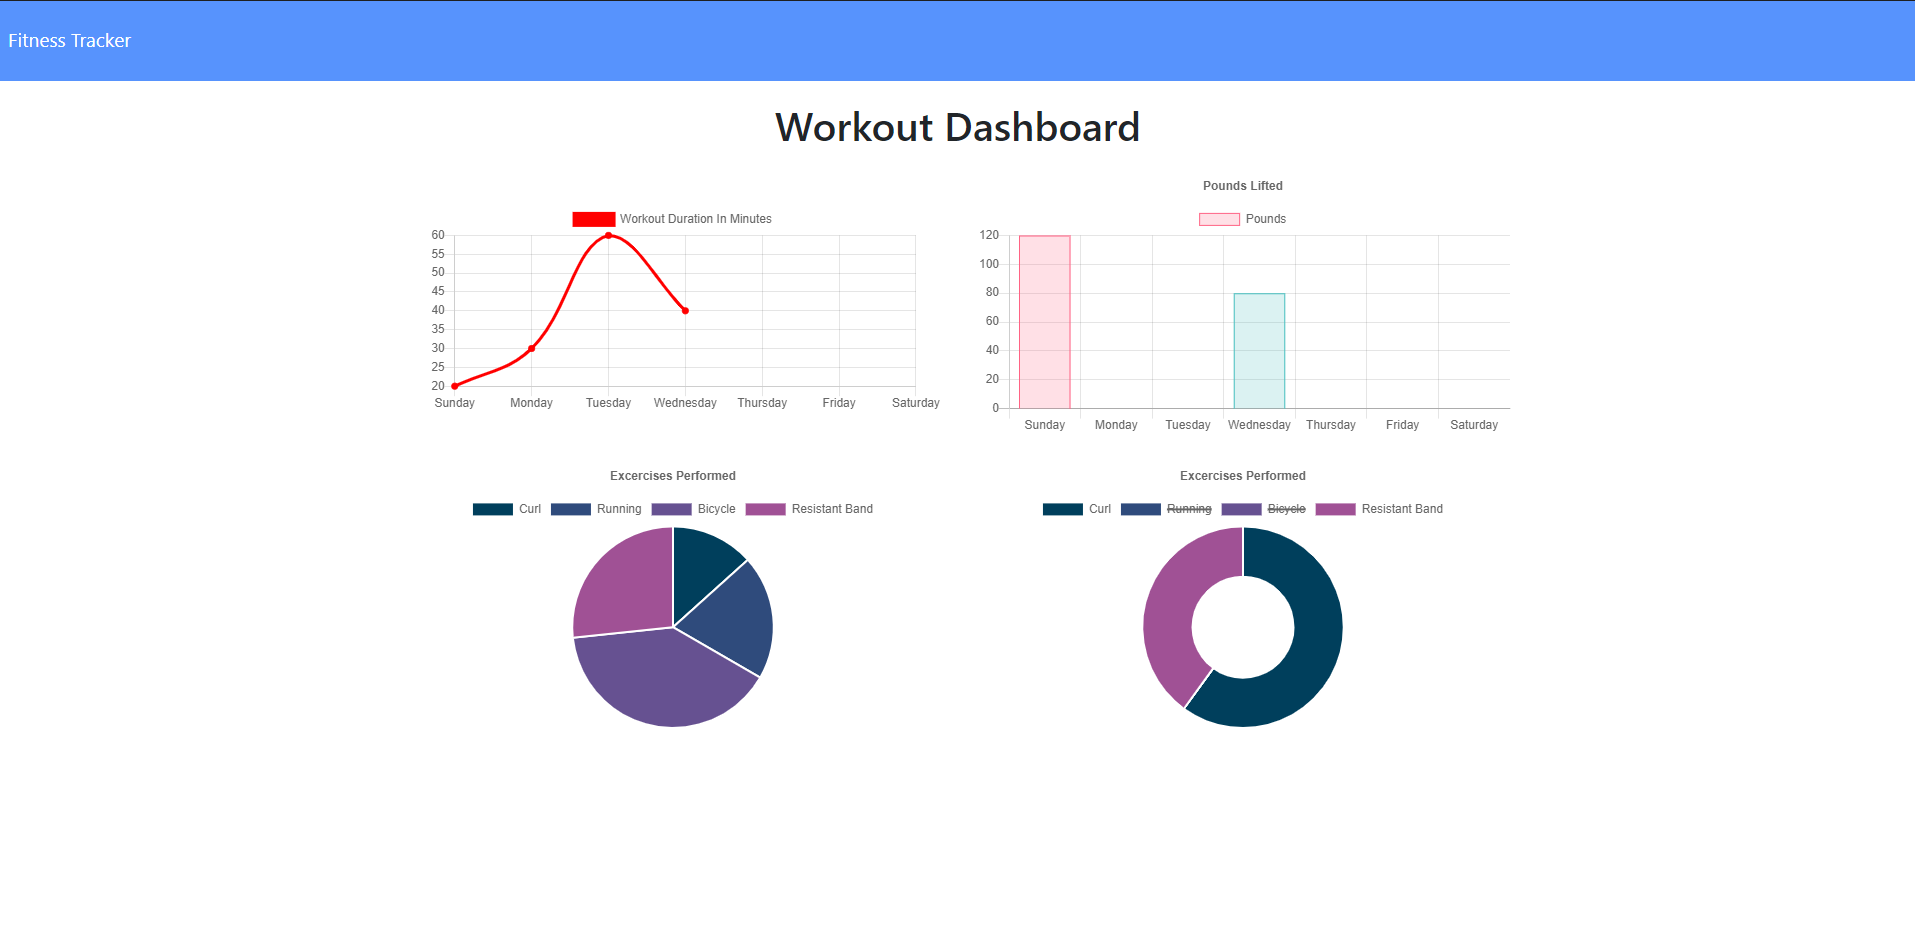 Fitness Tracker
Workout Dashboard
Workout Duration In Minutes
60
55
50
45
40
35
30
25
20
Sunday Monday Tuesday Wednesday Thursday Friday Saturday
Pounds Lifted
Pounds
120
100
80
60
40
20
0
Sunday Monday Tuesday Wednesday Thursday Friday Saturday
Excercises Performed
Curl Running Bicycle Resistant Band
Excercises Performed
Curl Running Bicycle Resistant Band